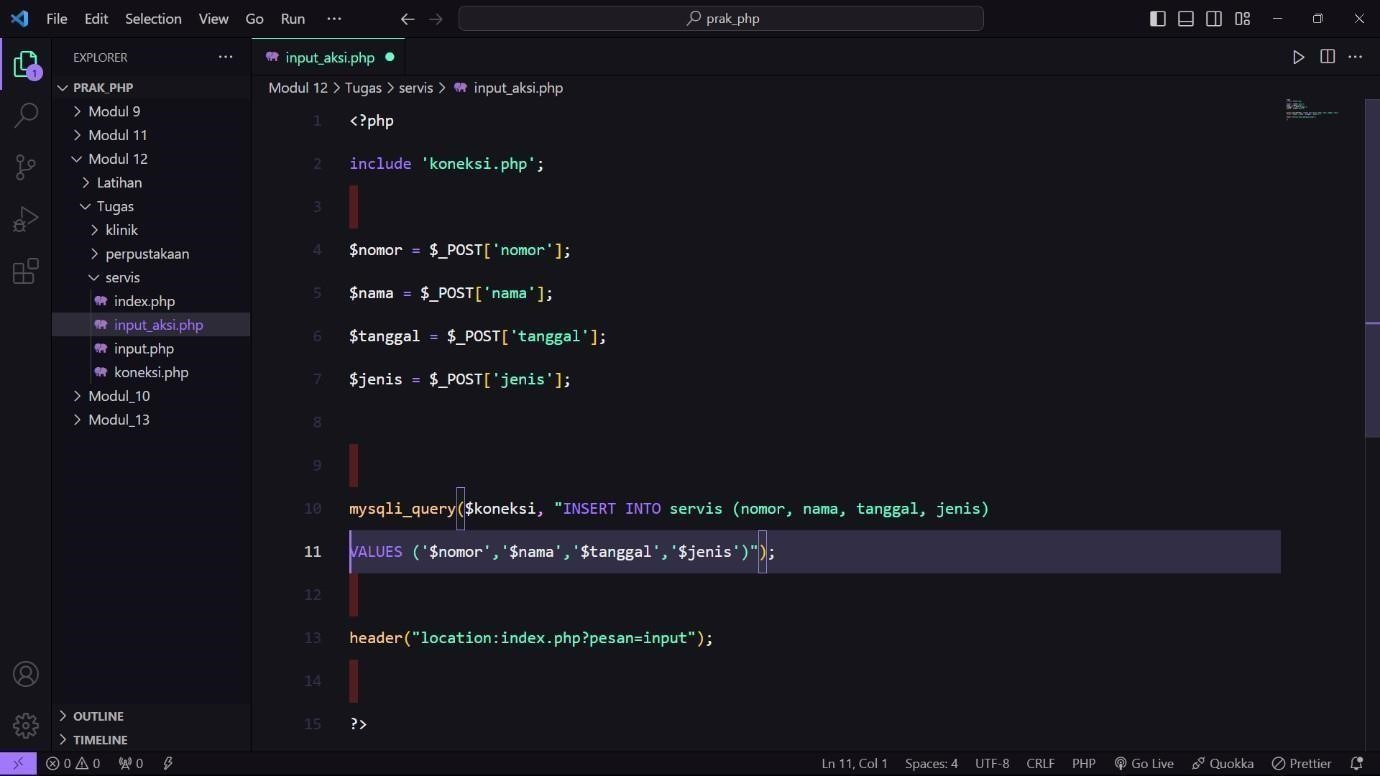 File Edit Selection View Go Run ··· prak_php
EXPLORER ···
PRAK_PHP
Modul 9
Modul 11
Modul 12
Latihan
Tugas
klinik
perpustakaan
servis
index.php
input_aksi.php
input.php
koneksi.php
Modul_10
Modul_13
OUTLINE
TIMELINE
1
input_aksi.php
Modul 12 > Tugas > servis > input_aksi.php
1 <?php
2 include 'koneksi.php';
3
4 $nomor = $_POST['nomor'];
5 $nama = $_POST['nama'];
6 $tanggal = $_POST['tanggal'];
7 $jenis = $_POST['jenis'];
8
9
10 mysqli_query($koneksi, "INSERT INTO servis (nomor, nama, tanggal, jenis)
11 VALUES ('$nomor','$nama','$tanggal','$jenis')");
12
13 header("location:index.php?pesan=input");
14
15 ?>
0 0 0 Ln 11, Col 1 Spaces: 4 UTF-8 CRLF PHP Go Live Quokka Prettier